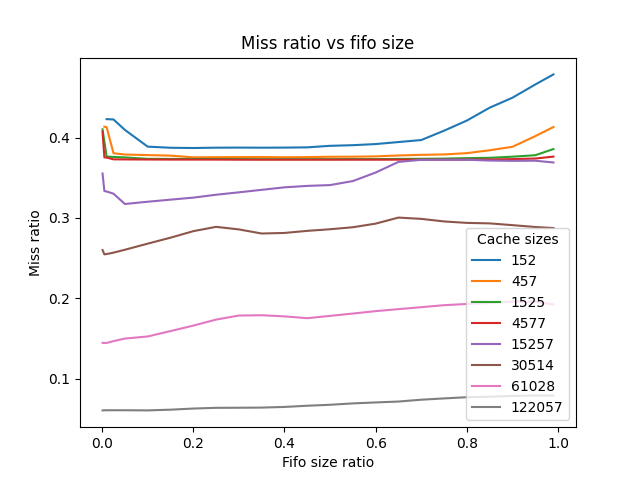 Miss ratio vs fifo size
Miss ratio
0.4
0.3
0.2
0.1
Cache sizes
152
457
1525
4577
15257
30514
61028
122057
0.0 0.2 0.4 0.6 0.8 1.0
Fifo size ratio